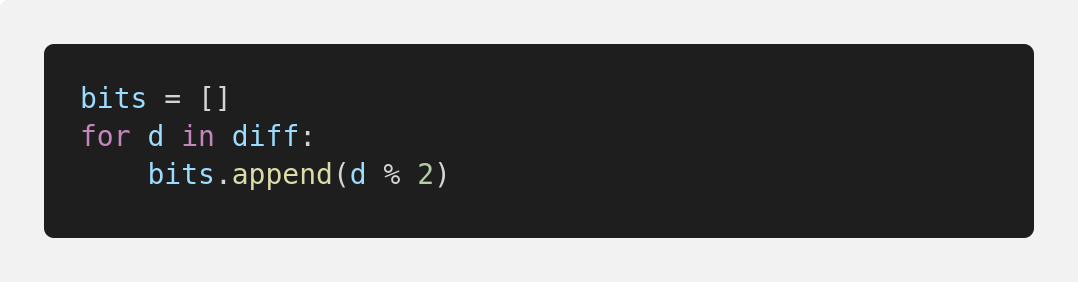 bits = []
for d in diff:
    bits.append(d % 2)